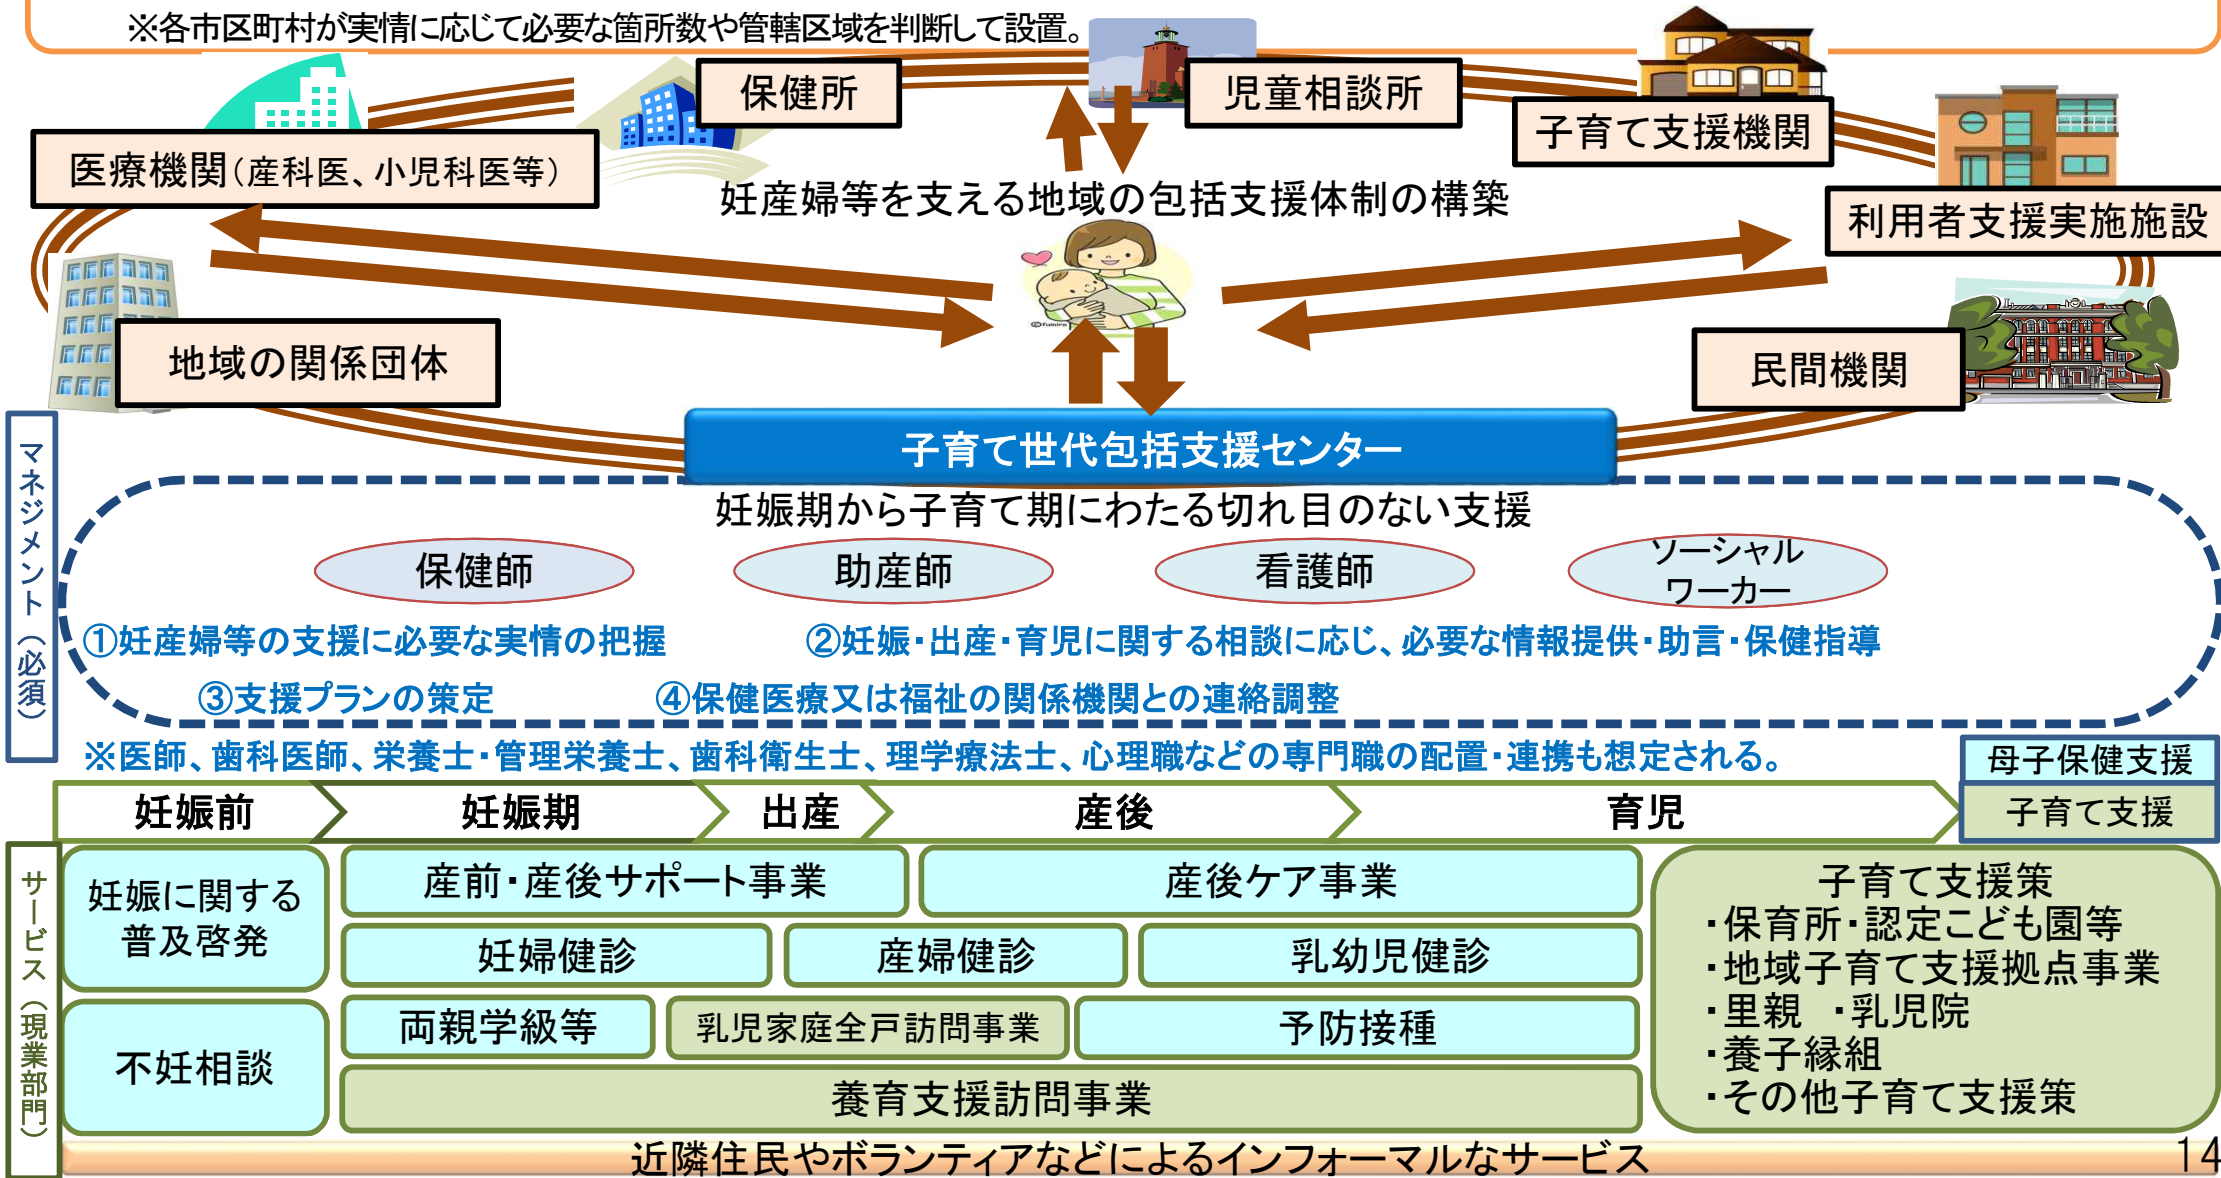 ※各市区町村が実情に応じて必要な箇所数や管轄区域を判断して設置。
保健所
児童相談所
子育て支援機関
医療機関(産科医、小児科医等)
利用者支援実施施設
妊産婦等を支える地域の包括支援体制の構築
©fumira
地域の関係団体
民間機関
子育て世代包括支援センター
マネジメント(必須)
妊娠期から子育て期にわたる切れ目のない支援
保健師
助産師
看護師
ソーシャル
ワーカー
①妊産婦等の支援に必要な実情の把握
②妊娠・出産・育児に関する相談に応じ、必要な情報提供・助言・保健指導
③支援プランの策定
④保健医療又は福祉の関係機関との連絡調整
※医師、歯科医師、栄養士・管理栄養士、歯科衛生士、理学療法士、心理職などの専門職の配置・連携も想定される。
母子保健支援
子育て支援
妊娠前
妊娠期
出産
産後
育児
サービス(現業部門)
妊娠に関する
普及啓発
不妊相談
産前・産後サポート事業
産後ケア事業
妊婦健診
産婦健診
乳幼児健診
両親学級等
乳児家庭全戸訪問事業
予防接種
養育支援訪問事業
子育て支援策
・保育所・認定こども園等
・地域子育て支援拠点事業
・里親 ・乳児院
・養子縁組
・その他子育て支援策
近隣住民やボランティアなどによるインフォーマルなサービス
14